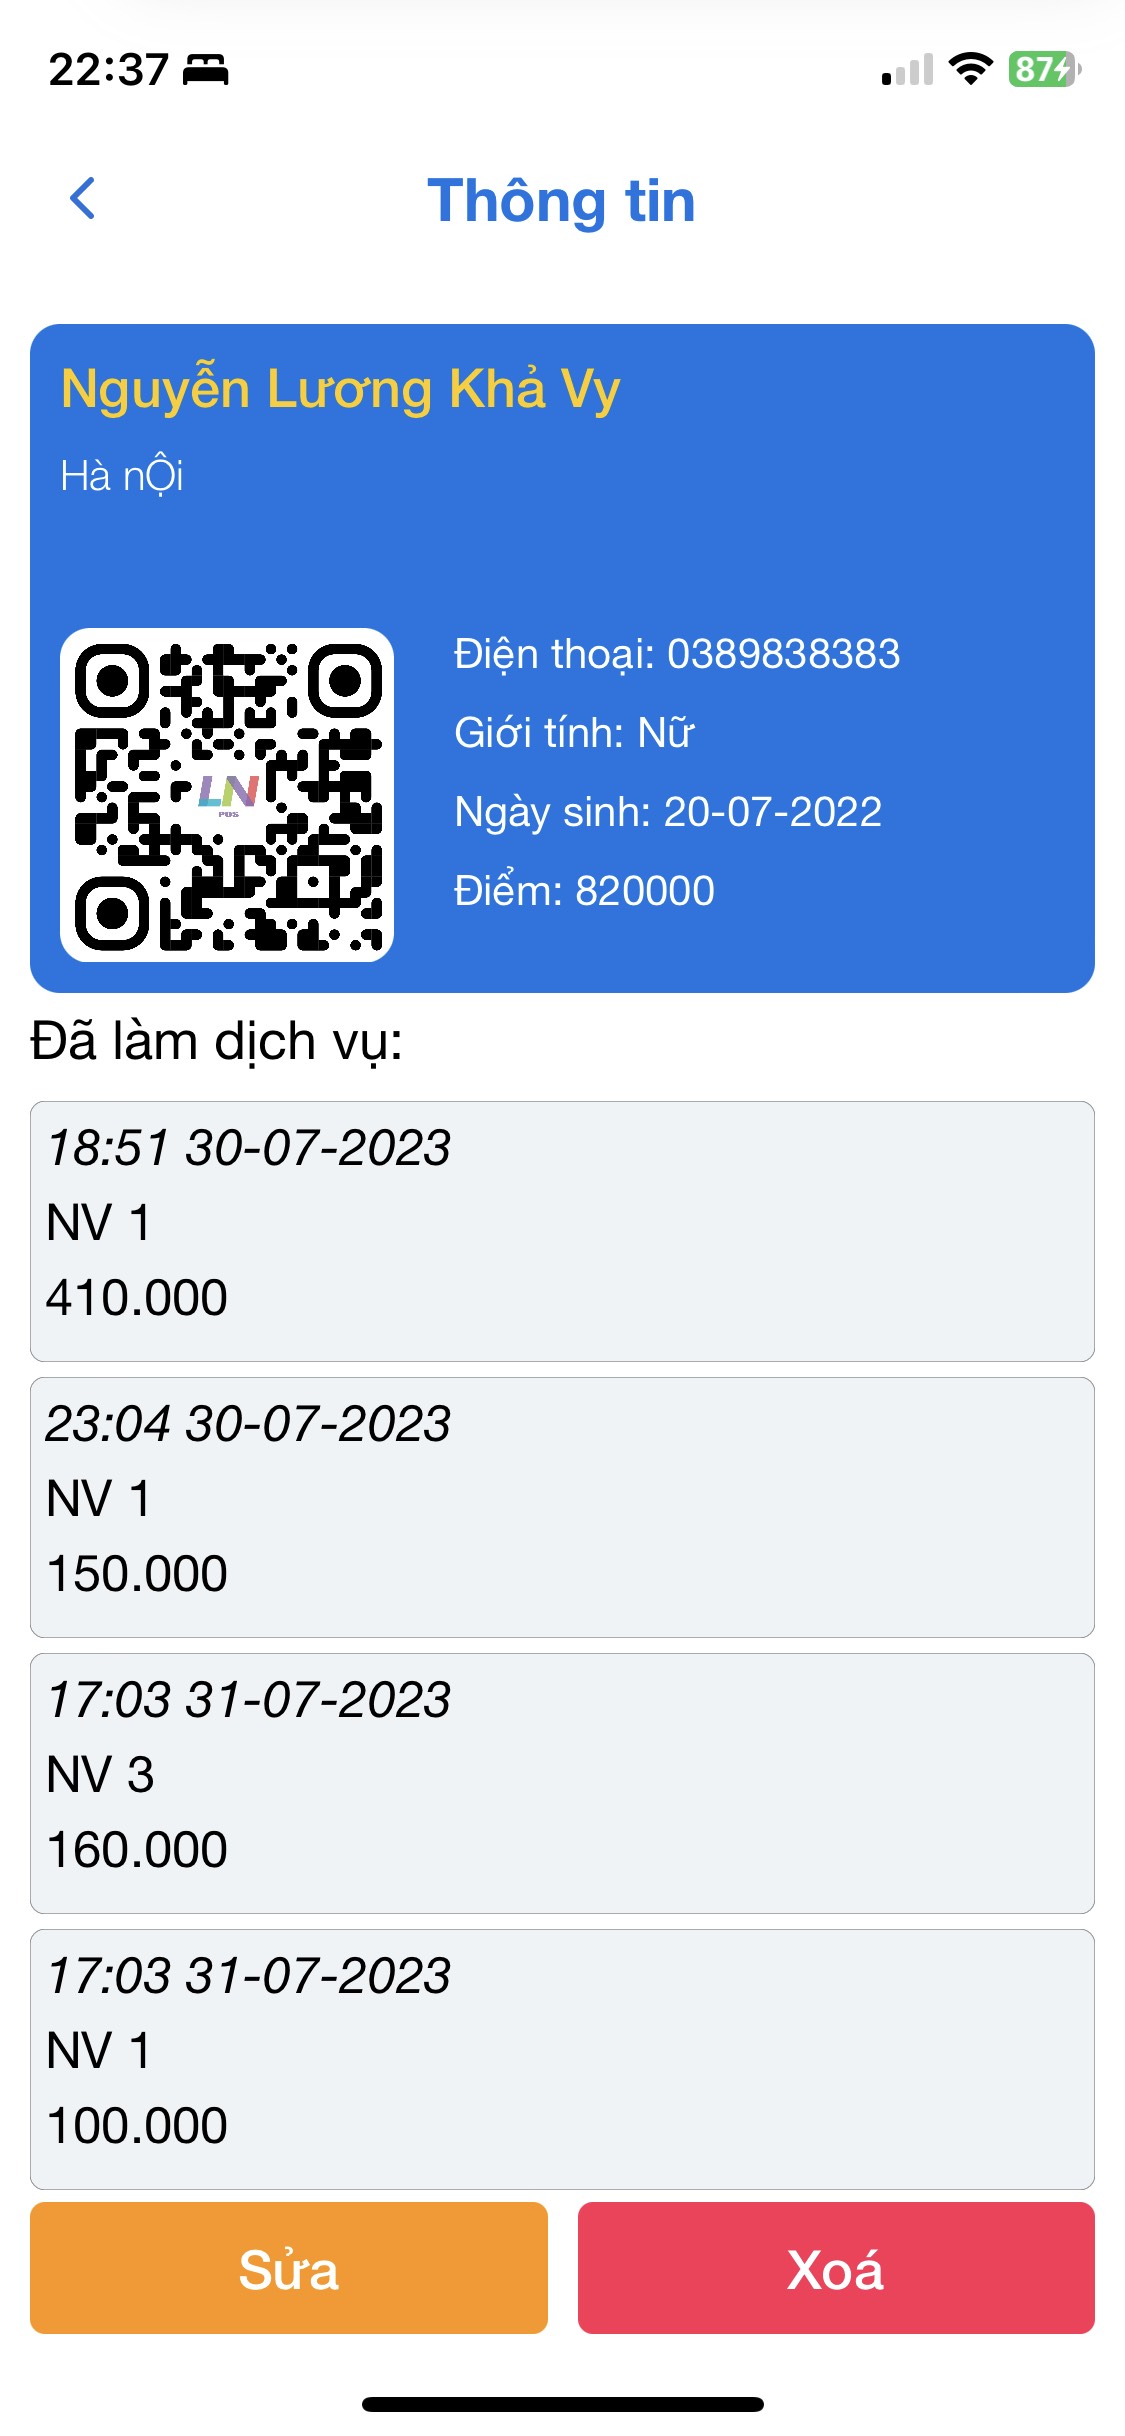 22:37
87
Thông tin
Nguyễn Lương Khả Vy
Hà nỘi
LN
POS
Điện thoại: 0389838383
Giới tính: Nữ
Ngày sinh: 20-07-2022
Điểm: 820000
Đã làm dịch vụ:
18:51 30-07-2023
NV 1
410.000
23:04 30-07-2023
NV 1
150.000
17:03 31-07-2023
NV 3
160.000
17:03 31-07-2023
NV 1
100.000
Sửa
Xoá